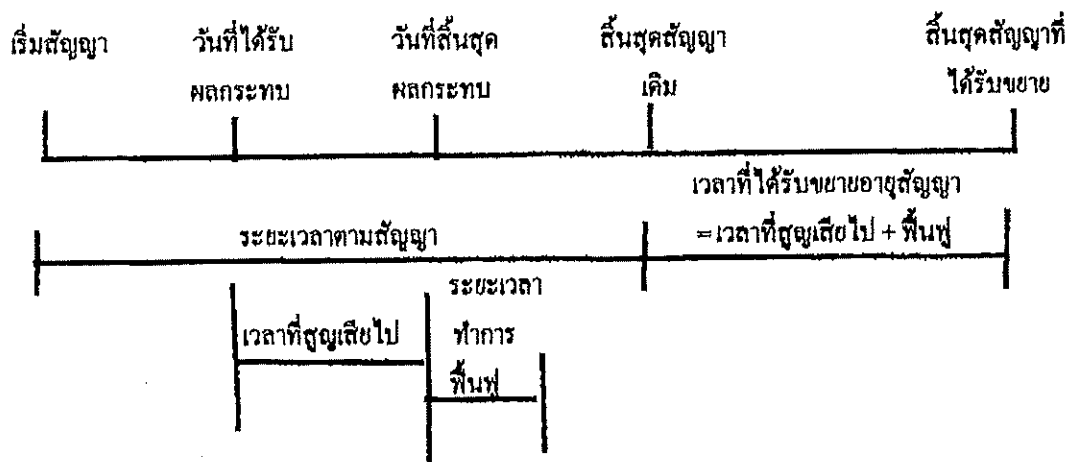 เริ่มสัญญา วันที่ได้รับ วันที่สิ้นสุด สิ้นสุดสัญญา สิ้นสุดสัญญาที่
ผลกระทบ ผลกระทบ เดิม ได้รับขยาย
เวลาที่ได้รับขยายอายุสัญญา
ระยะเวลาตามสัญญา =เวลาที่สูญเสียไป + ฟื้นฟู
ระยะเวลา
เวลาที่สูญเสียไป ทำการ
ฟื้นฟู